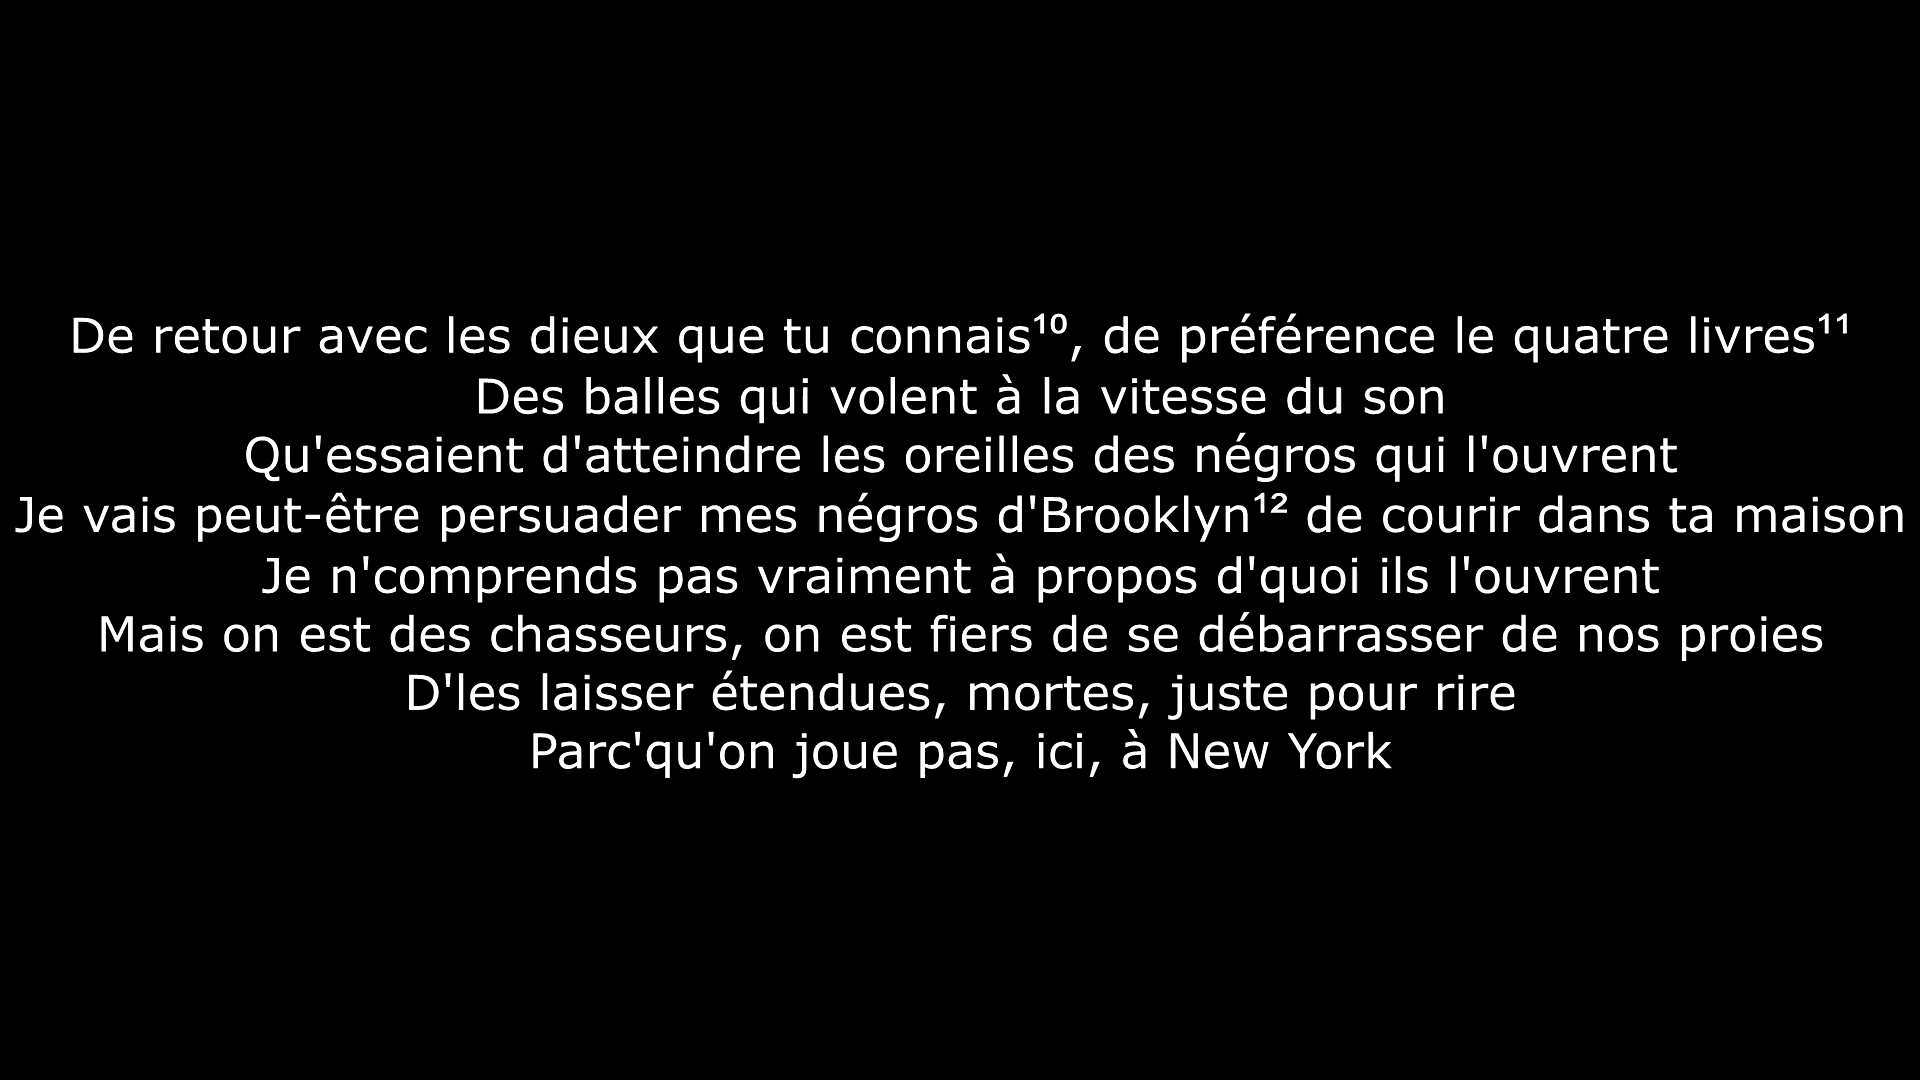 De retour avec les dieux que tu connais¹⁰, de préférence le quatre livres¹¹
Des balles qui volent à la vitesse du son
Qu'essaient d'atteindre les oreilles des négros qui l'ouvrent
Je vais peut-être persuader mes négros d'Brooklyn¹² de courir dans ta maison
Je n'comprends pas vraiment à propos d'quoi ils l'ouvrent
Mais on est des chasseurs, on est fiers de se débarrasser de nos proies
D'les laisser étendues, mortes, juste pour rire
Parc'qu'on joue pas, ici, à New York